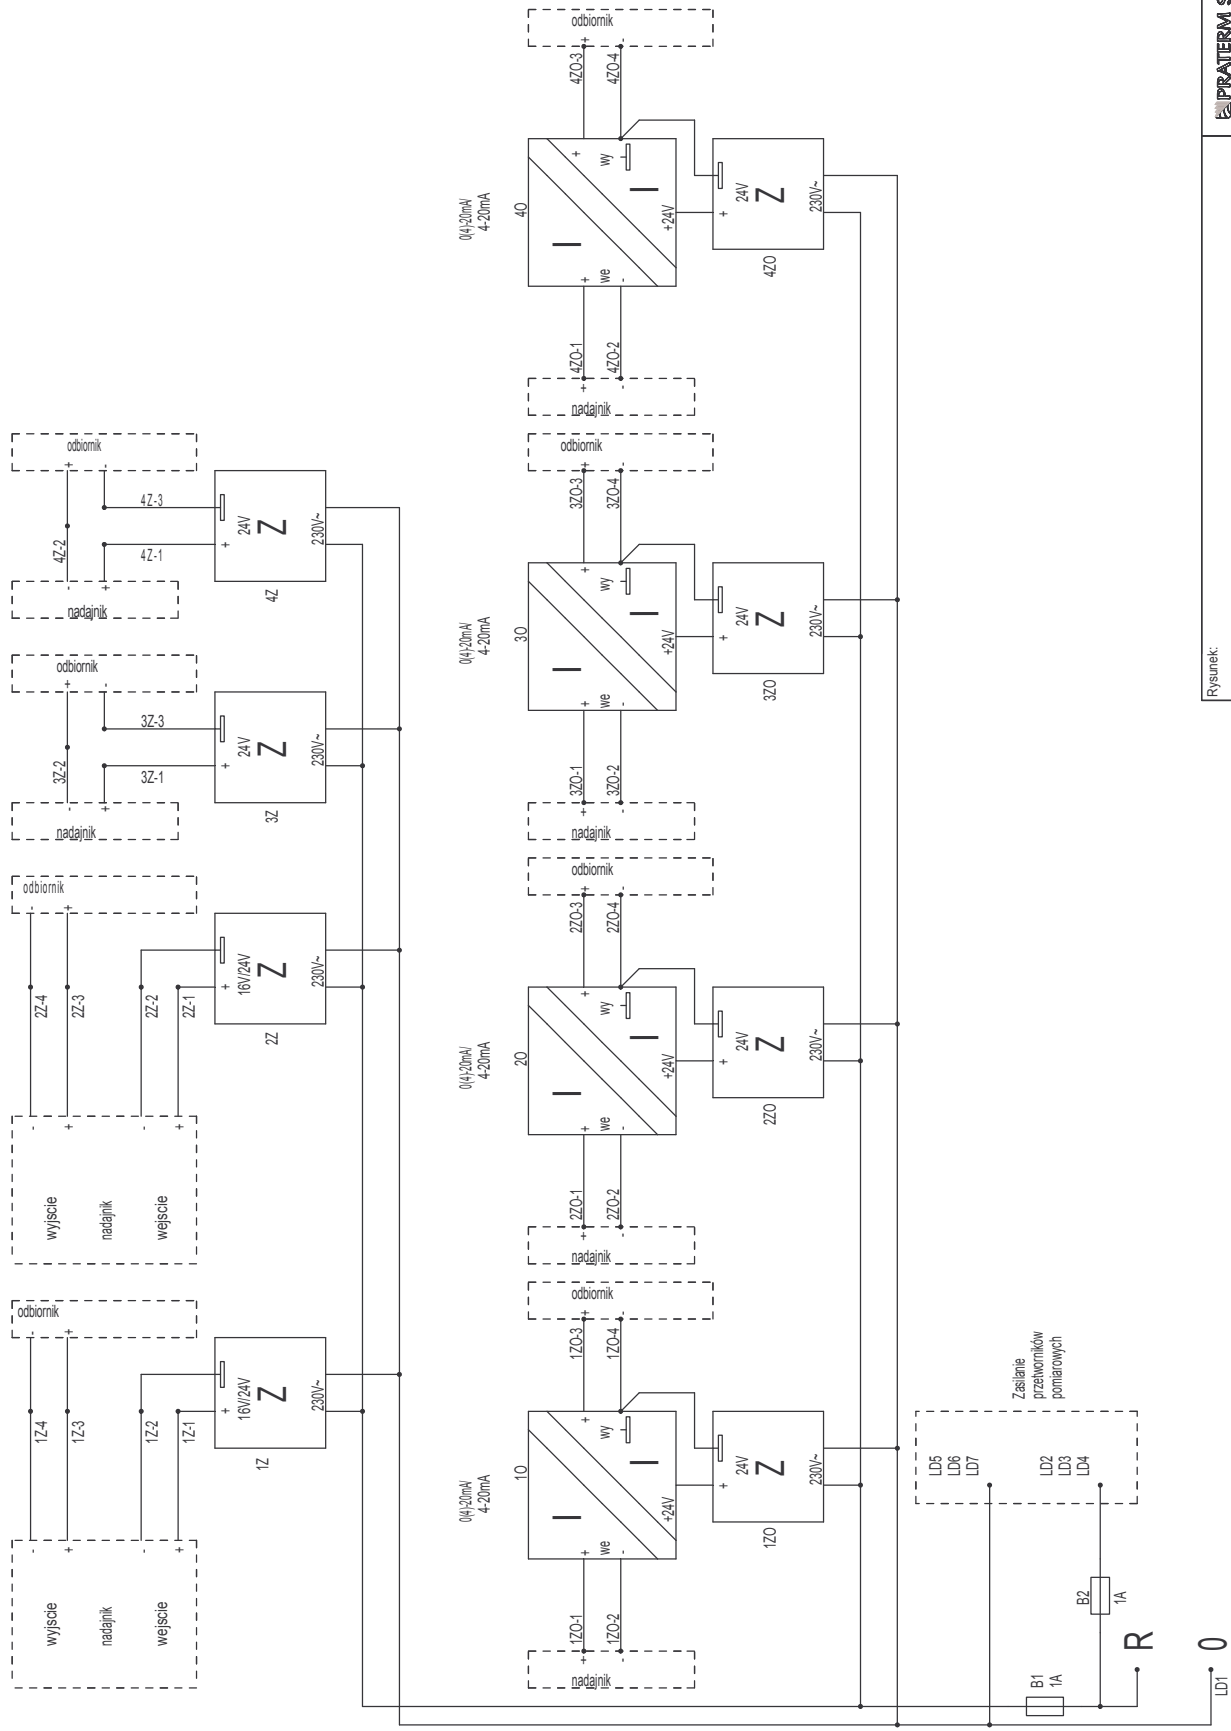 wyjscie
nadajnik
wejscie
-
+
-
+
1Z-4
1Z-3
1Z-2
1Z-1
odbiornik
-
+
16V/24V
+
Z
230V~
1Z
wyjscie
nadajnik
wejscie
-
+
-
+
2Z-4
2Z-3
2Z-2
2Z-1
odbiornik
-
+
16V/24V
+
Z
230V~
2Z
nadajnik
-
+
3Z-2
3Z-1
3Z-3
odbiornik
+
-
24V
+
Z
230V~
3Z
nadajnik
-
+
4Z-2
4Z-1
4Z-3
odbiornik
+
-
24V
+
Z
230V~
4Z
0(4)-20mA/
4-20mA
1O
nadajnik
+
-
1ZO-1
1ZO-2
+
we
-
I
I
+
wy
+24V
1ZO-3
1ZO-4
odbiornik
+
-
24V
+
Z
230V~
1ZO
0(4)-20mA/
4-20mA
2O
nadajnik
+
-
2ZO-1
2ZO-2
+
we
-
I
I
+
wy
+24V
2ZO-3
2ZO-4
odbiornik
+
-
24V
+
Z
230V~
2ZO
0(4)-20mA/
4-20mA
3O
nadajnik
+
-
3ZO-1
3ZO-2
+
we
-
I
I
+
wy
+24V
3ZO-3
3ZO-4
odbiornik
+
-
24V
+
Z
230V~
3ZO
0(4)-20mA/
4-20mA
4O
nadajnik
+
-
4ZO-1
4ZO-2
+
we
-
I
I
+
wy
+24V
4ZO-3
4ZO-4
odbiornik
+
-
24V
+
Z
230V~
4ZO
LD5
LD6
LD7
LD2
LD3
LD4
Zasilanie
przetworników
pomiarowych
B1
1A
B2
1A
R
0
LD1
Rysunek:
PRATERM S